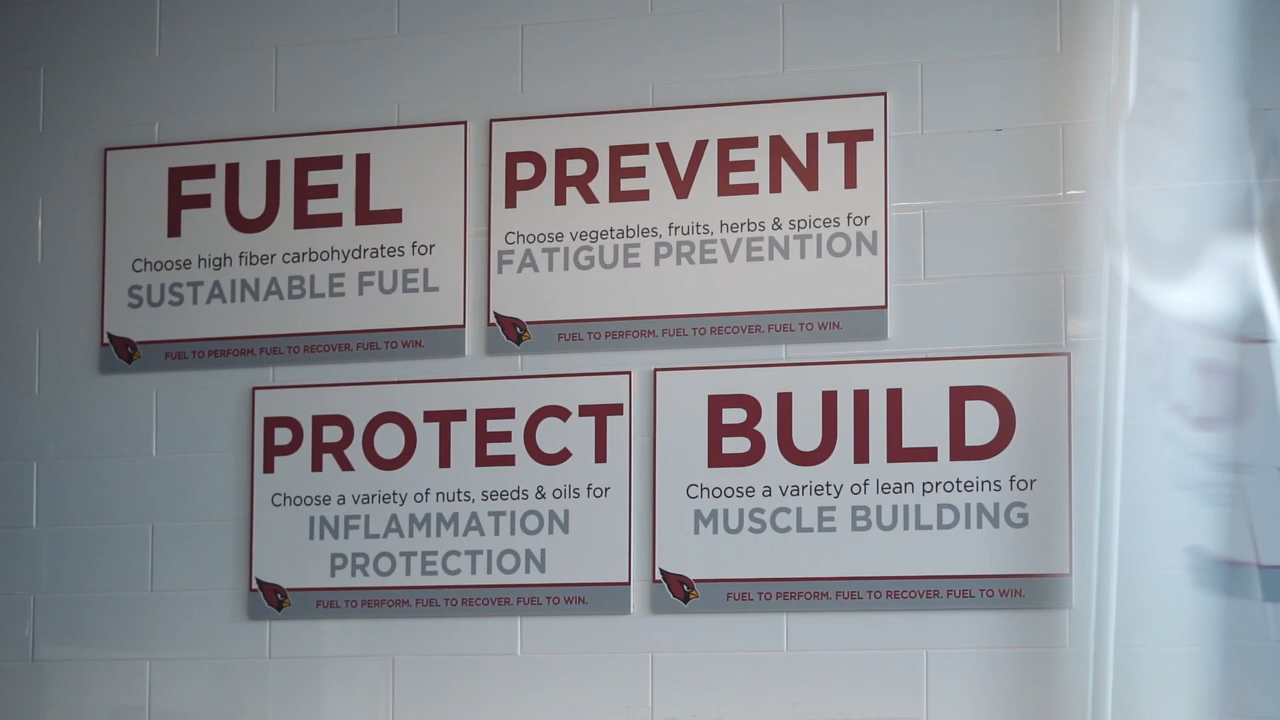 FUEL
Choose high fiber carbohydrates for
SUSTAINABLE FUEL
FUEL TO PERFORM. FUEL TO RECOVER. FUEL TO WIN.
PREVENT
Choose vegetables, fruits, herbs & spices for
FATIGUE PREVENTION
FUEL TO PERFORM. FUEL TO RECOVER. FUEL TO WIN.
PROTECT
Choose a variety of nuts, seeds & oils for
INFLAMMATION
PROTECTION
FUEL TO PERFORM. FUEL TO RECOVER. FUEL TO WIN.
BUILD
Choose a variety of lean proteins for
MUSCLE BUILDING
FUEL TO PERFORM. FUEL TO RECOVER. FUEL TO WIN.